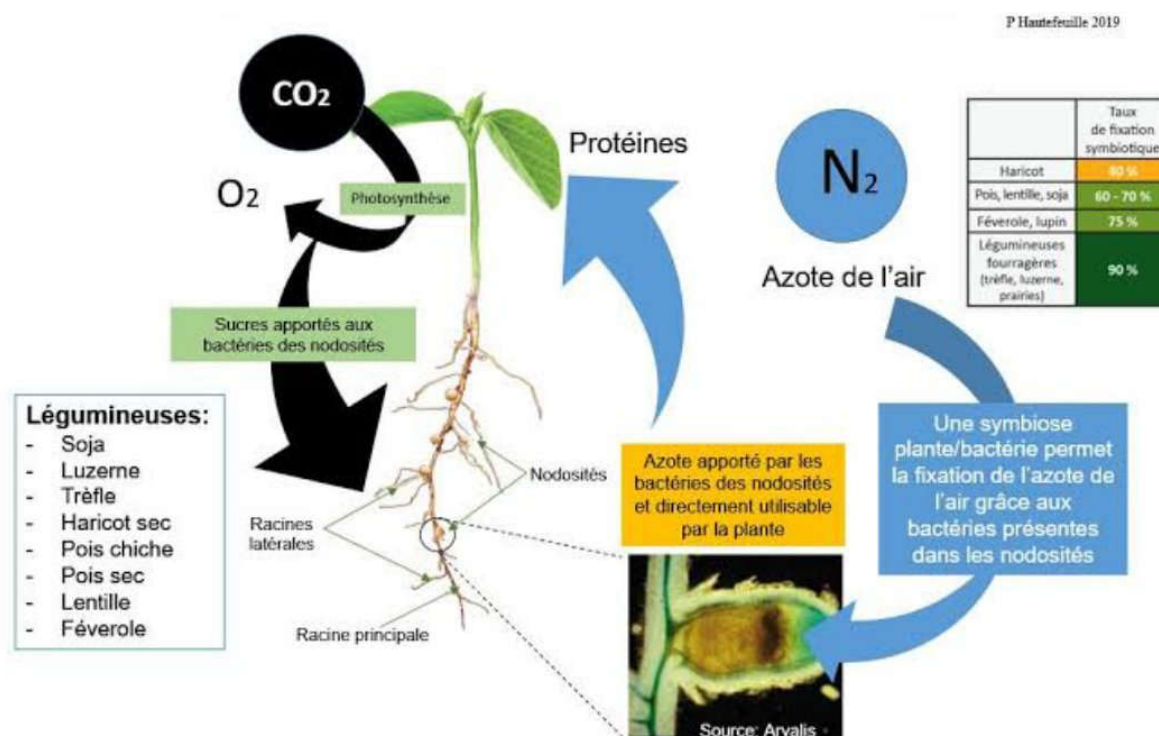 P Hautefeuille 2019
CO₂
O₂
Photosynthèse
Protéines
N₂
Azote de l'air
Taux
de fixation
symbiotique
Haricot
40 %
Pois, lentille, soja
60 - 70 %
Féverole, lupin
75 %
Légumineuses
fourragères
(trèfle, luzerne,
prairies)
90 %
Sucres apportés aux
bactéries des nodosités
Légumineuses:
- Soja
- Luzerne
- Trèfle
- Haricot sec
- Pois chiche
- Pois sec
- Lentille
- Féverole
Racines
latérales
Nodosités
Racine principale
Azote apporté par les
bactéries des nodosités
et directement utilisable
par la plante
Une symbiose
plante/bactérie permet
la fixation de l'azote de
l'air grâce aux
bactéries présentes
dans les nodosités
Source: Arvalis